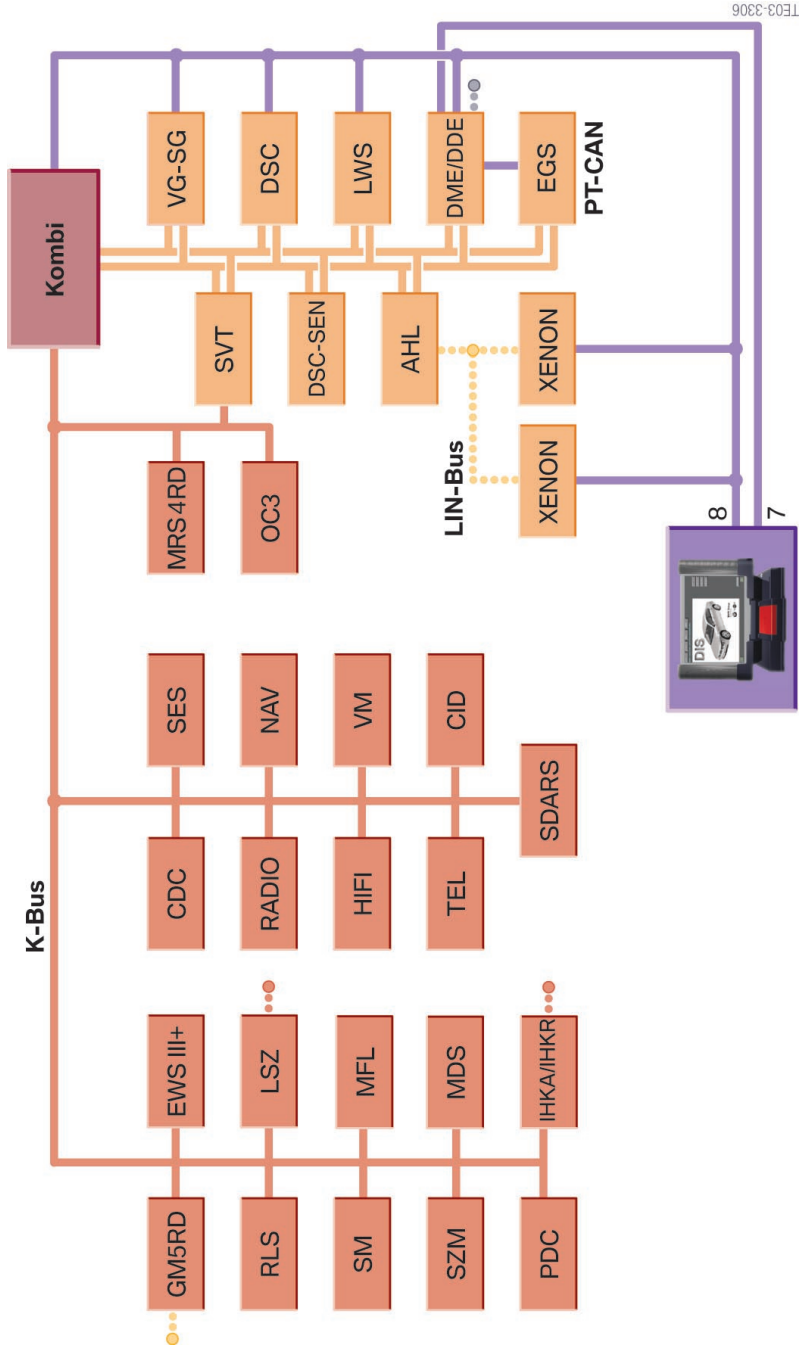 K-Bus
Kombi
GM5RD
EWS III+
CDC
SES
MRS4RD
VG-SG
SVT
RLS
LSZ
RADIO
NAV
OC3
DSC
DSC-SEN
SM
MFL
HIFI
VM
LWS
AHL
SZM
MDS
TEL
CID
LIN-Bus
DME/DDE
PDC
IHKA/IHKR
SDARS
XENON
XENON
EGS
PT-CAN
DIS
8
7
TE03-3306